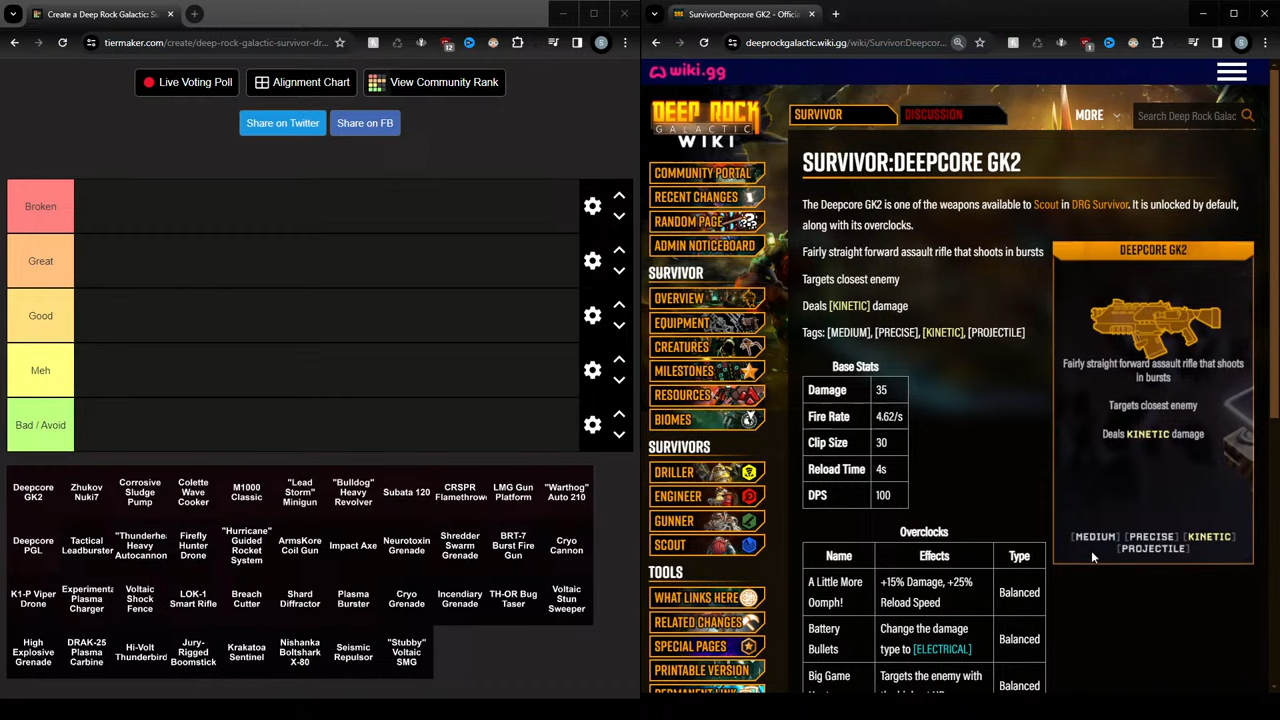 Create a Deep Rock Galactic: Su
tiermaker.com/create/deep-rock-galactic-survivor-dr...
12
S
Live Voting Poll
Alignment Chart
View Community Rank
Share on Twitter
Share on FB
Broken
Great
Good
Meh
Bad / Avoid
Deepcore GK2
Zhukov Nuki7
Corrosive Sludge Pump
Colette Wave Cooker
M1000 Classic
"Lead Storm" Minigun
"Bulldog" Heavy Revolver
Subata 120
CRSPR Flamethrowe
LMG Gun Platform
"Warthog" Auto 210
Deepcore PGL
Tactical Leadburster
"Thunderhe Heavy Autocannon
Firefly Hunter Drone
"Hurricane" Guided Rocket System
ArmsKore Coil Gun
Impact Axe
Neurotoxin Grenade
Shredder Swarm Grenade
BRT-7 Burst Fire Gun
Cryo Cannon
K1-P Viper Drone
Experimenta Plasma Charger
Voltaic Shock Fence
LOK-1 Smart Rifle
Breach Cutter
Shard Diffractor
Plasma Burster
Cryo Grenade
Incendiary Grenade
TH-OR Bug Taser
Voltaic Stun Sweeper
High Explosive Grenade
DRAK-25 Plasma Carbine
Hi-Volt Thunderbird
Jury-Rigged Boomstick
Krakatoa Sentinel
Nishanka Boltshark X-80
Seismic Repulsor
"Stubby" Voltaic SMG
Survivor:Deepcore GK2 - Officia
deeprockgalactic.wiki.gg/wiki/Survivor:Deepcor...
1
S
wiki.gg
DEEP ROCK
GALACTIC
WIKI
SURVIVOR
DISCUSSION
MORE
Search Deep Rock Galac
COMMUNITY PORTAL
RECENT CHANGES
RANDOM PAGE
ADMIN NOTICEBOARD
SURVIVOR
OVERVIEW
EQUIPMENT
CREATURES
MILESTONES
RESOURCES
BIOMES
SURVIVORS
DRILLER
ENGINEER
GUNNER
SCOUT
TOOLS
WHAT LINKS HERE
RELATED CHANGES
SPECIAL PAGES
PRINTABLE VERSION
PERMANENT LINK
SURVIVOR:DEEPCORE GK2
The Deepcore GK2 is one of the weapons available to Scout in DRG Survivor. It is unlocked by default,
along with its overclocks.
Fairly straight forward assault rifle that shoots in bursts
Targets closest enemy
Deals [KINETIC] damage
Tags: [MEDIUM], [PRECISE], [KINETIC], [PROJECTILE]
Base Stats
Damage 35
Fire Rate 4.62/s
Clip Size 30
Reload Time 4s
DPS 100
Overclocks
Name Effects Type
A Little More Oomph! +15% Damage, +25% Reload Speed Balanced
Battery Bullets Change the damage type to [ELECTRICAL] Balanced
Big Game Targets the enemy with Balanced
DEEPCORE GK2
Fairly straight forward assault rifle that shoots
in bursts
Targets closest enemy
Deals KINETIC damage
[MEDIUM] [PRECISE] [KINETIC]
[PROJECTILE]